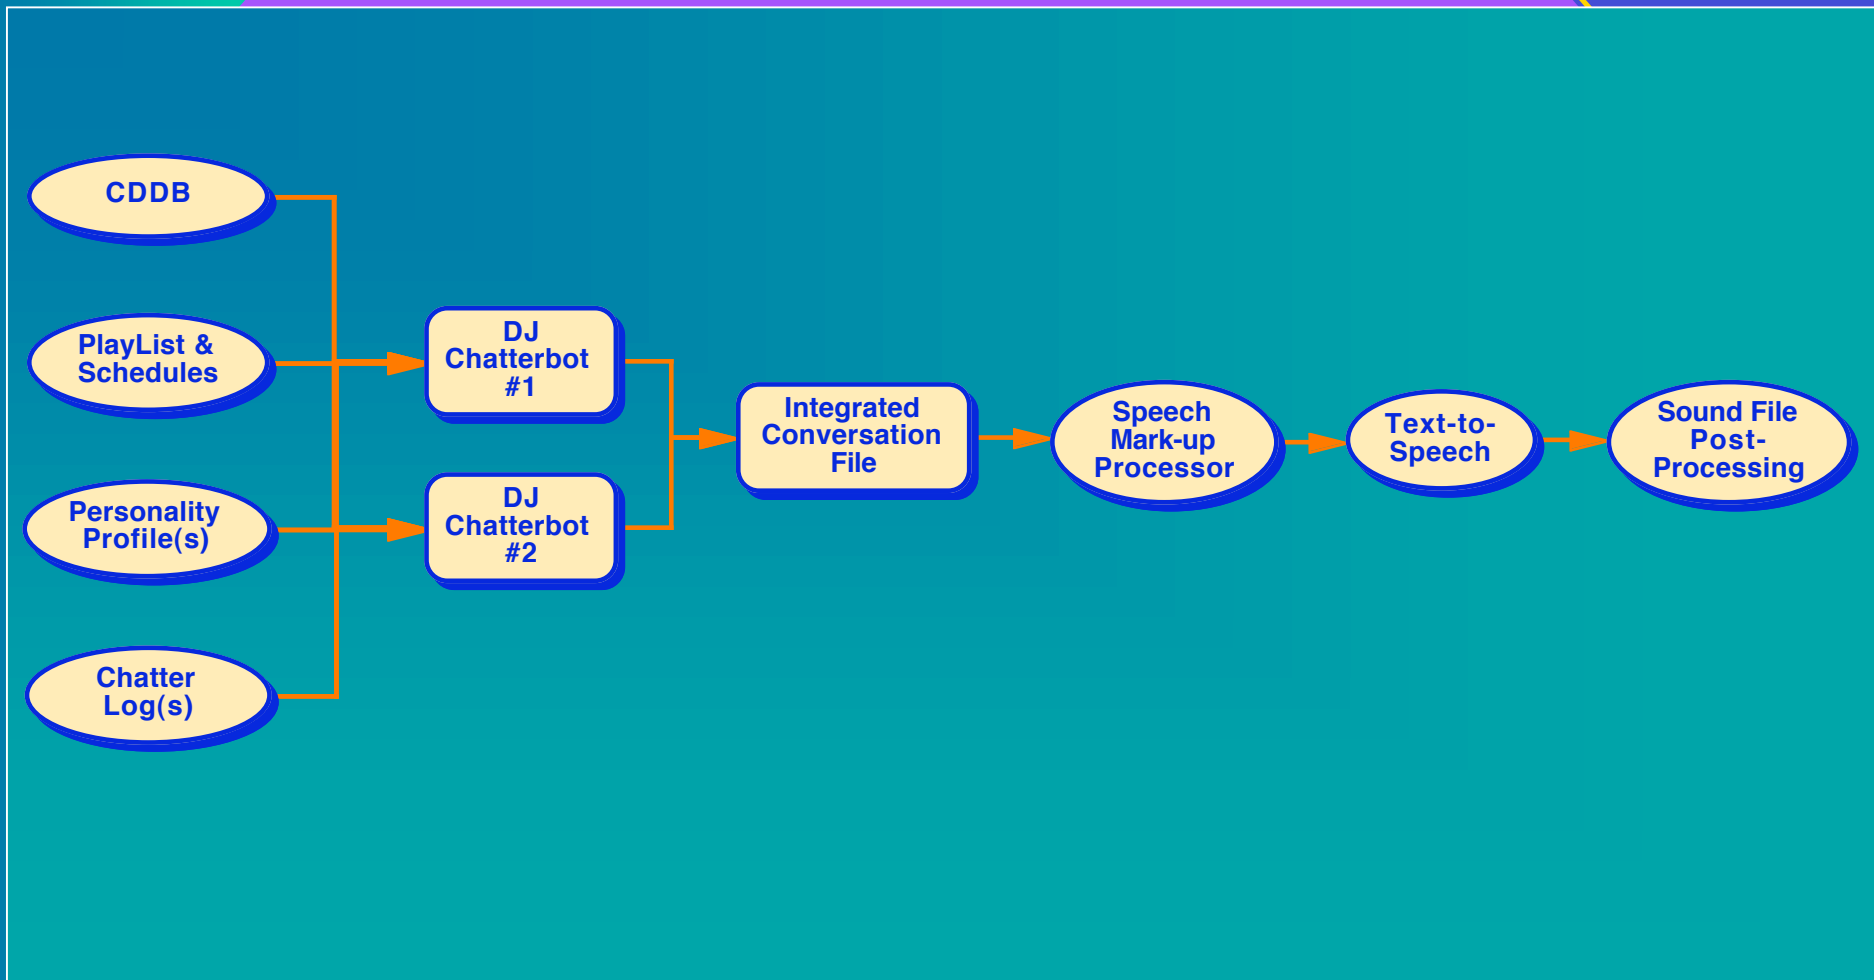 CDDB
PlayList &
Schedules
Personality
Profile(s)
Chatter
Log(s)
DJ
Chatterbot
#1
DJ
Chatterbot
#2
Integrated
Conversation
File
Speech
Mark-up
Processor
Text-to-
Speech
Sound File
Post-
Processing